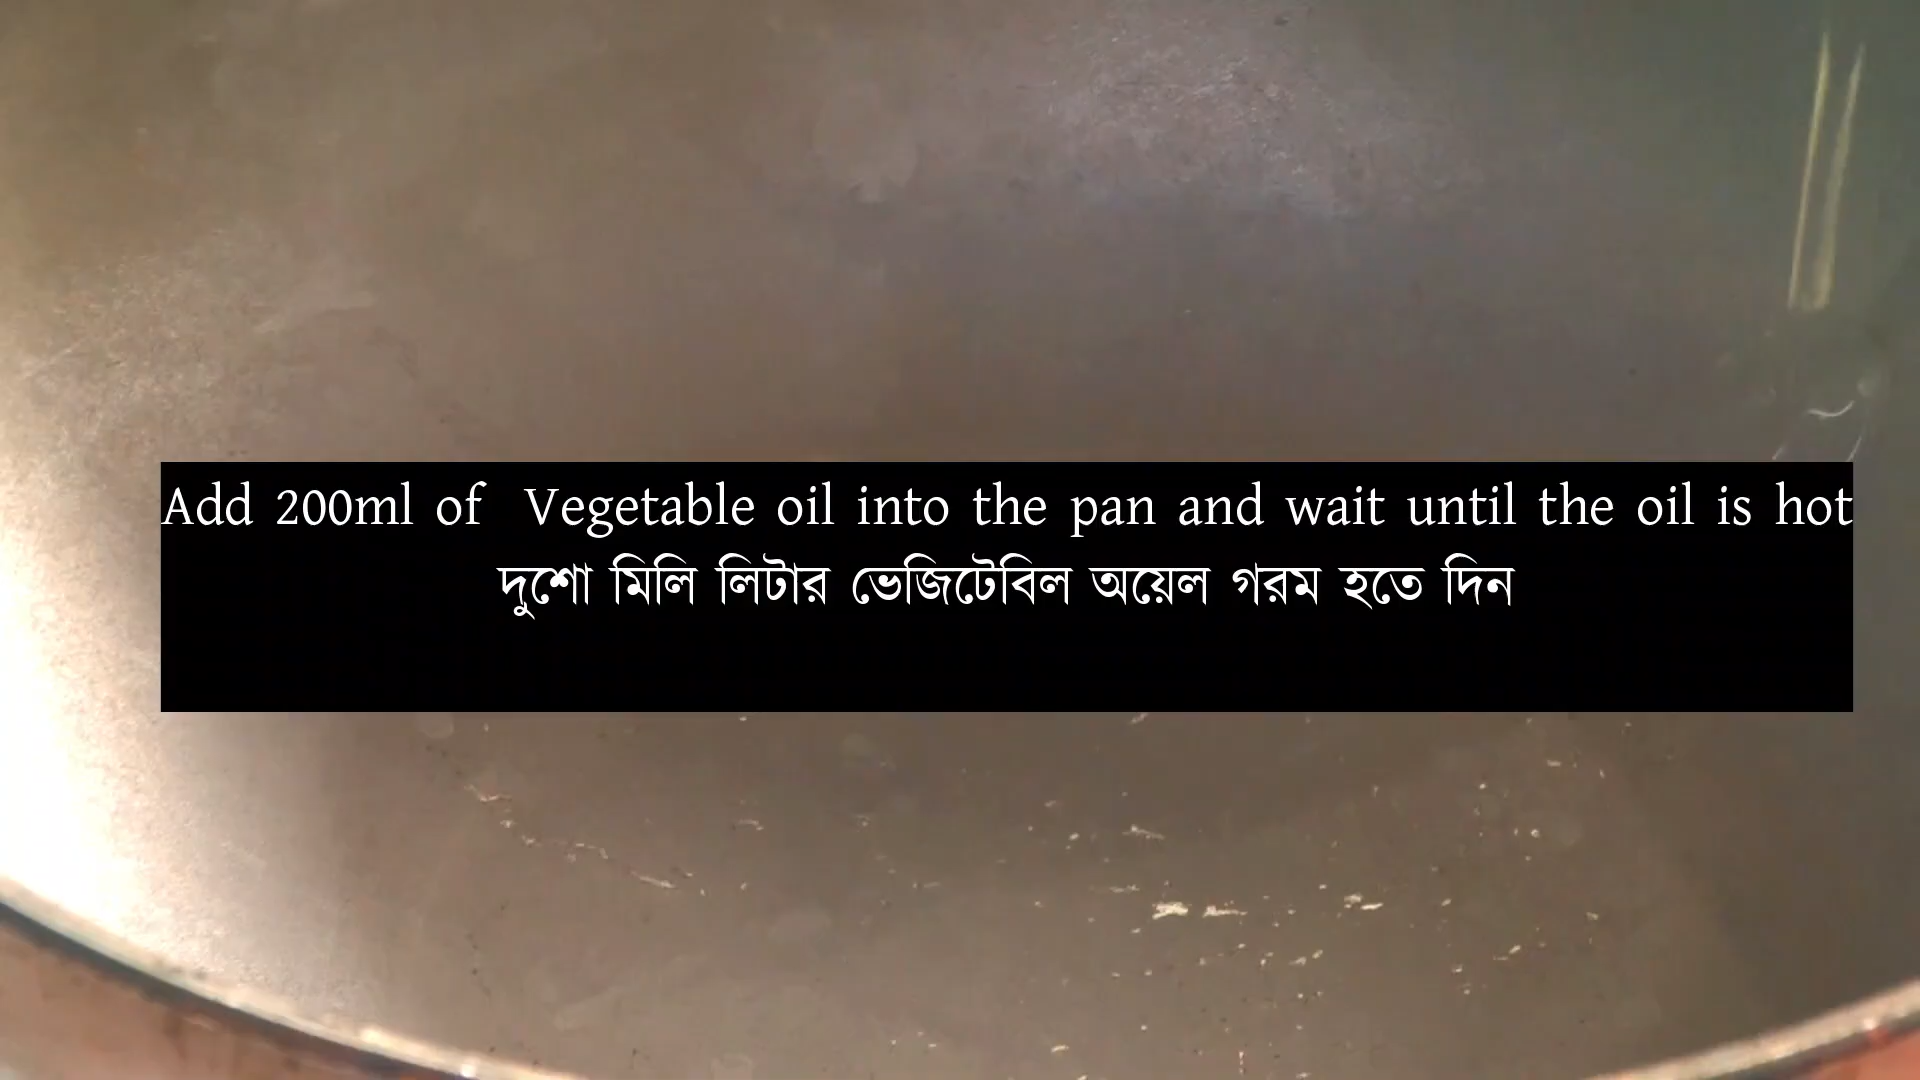 Add 200ml of Vegetable oil into the pan and wait until the oil is hot
দুশো মিলি লিটার ভেজিটেবিল অয়েল গরম হতে দিন